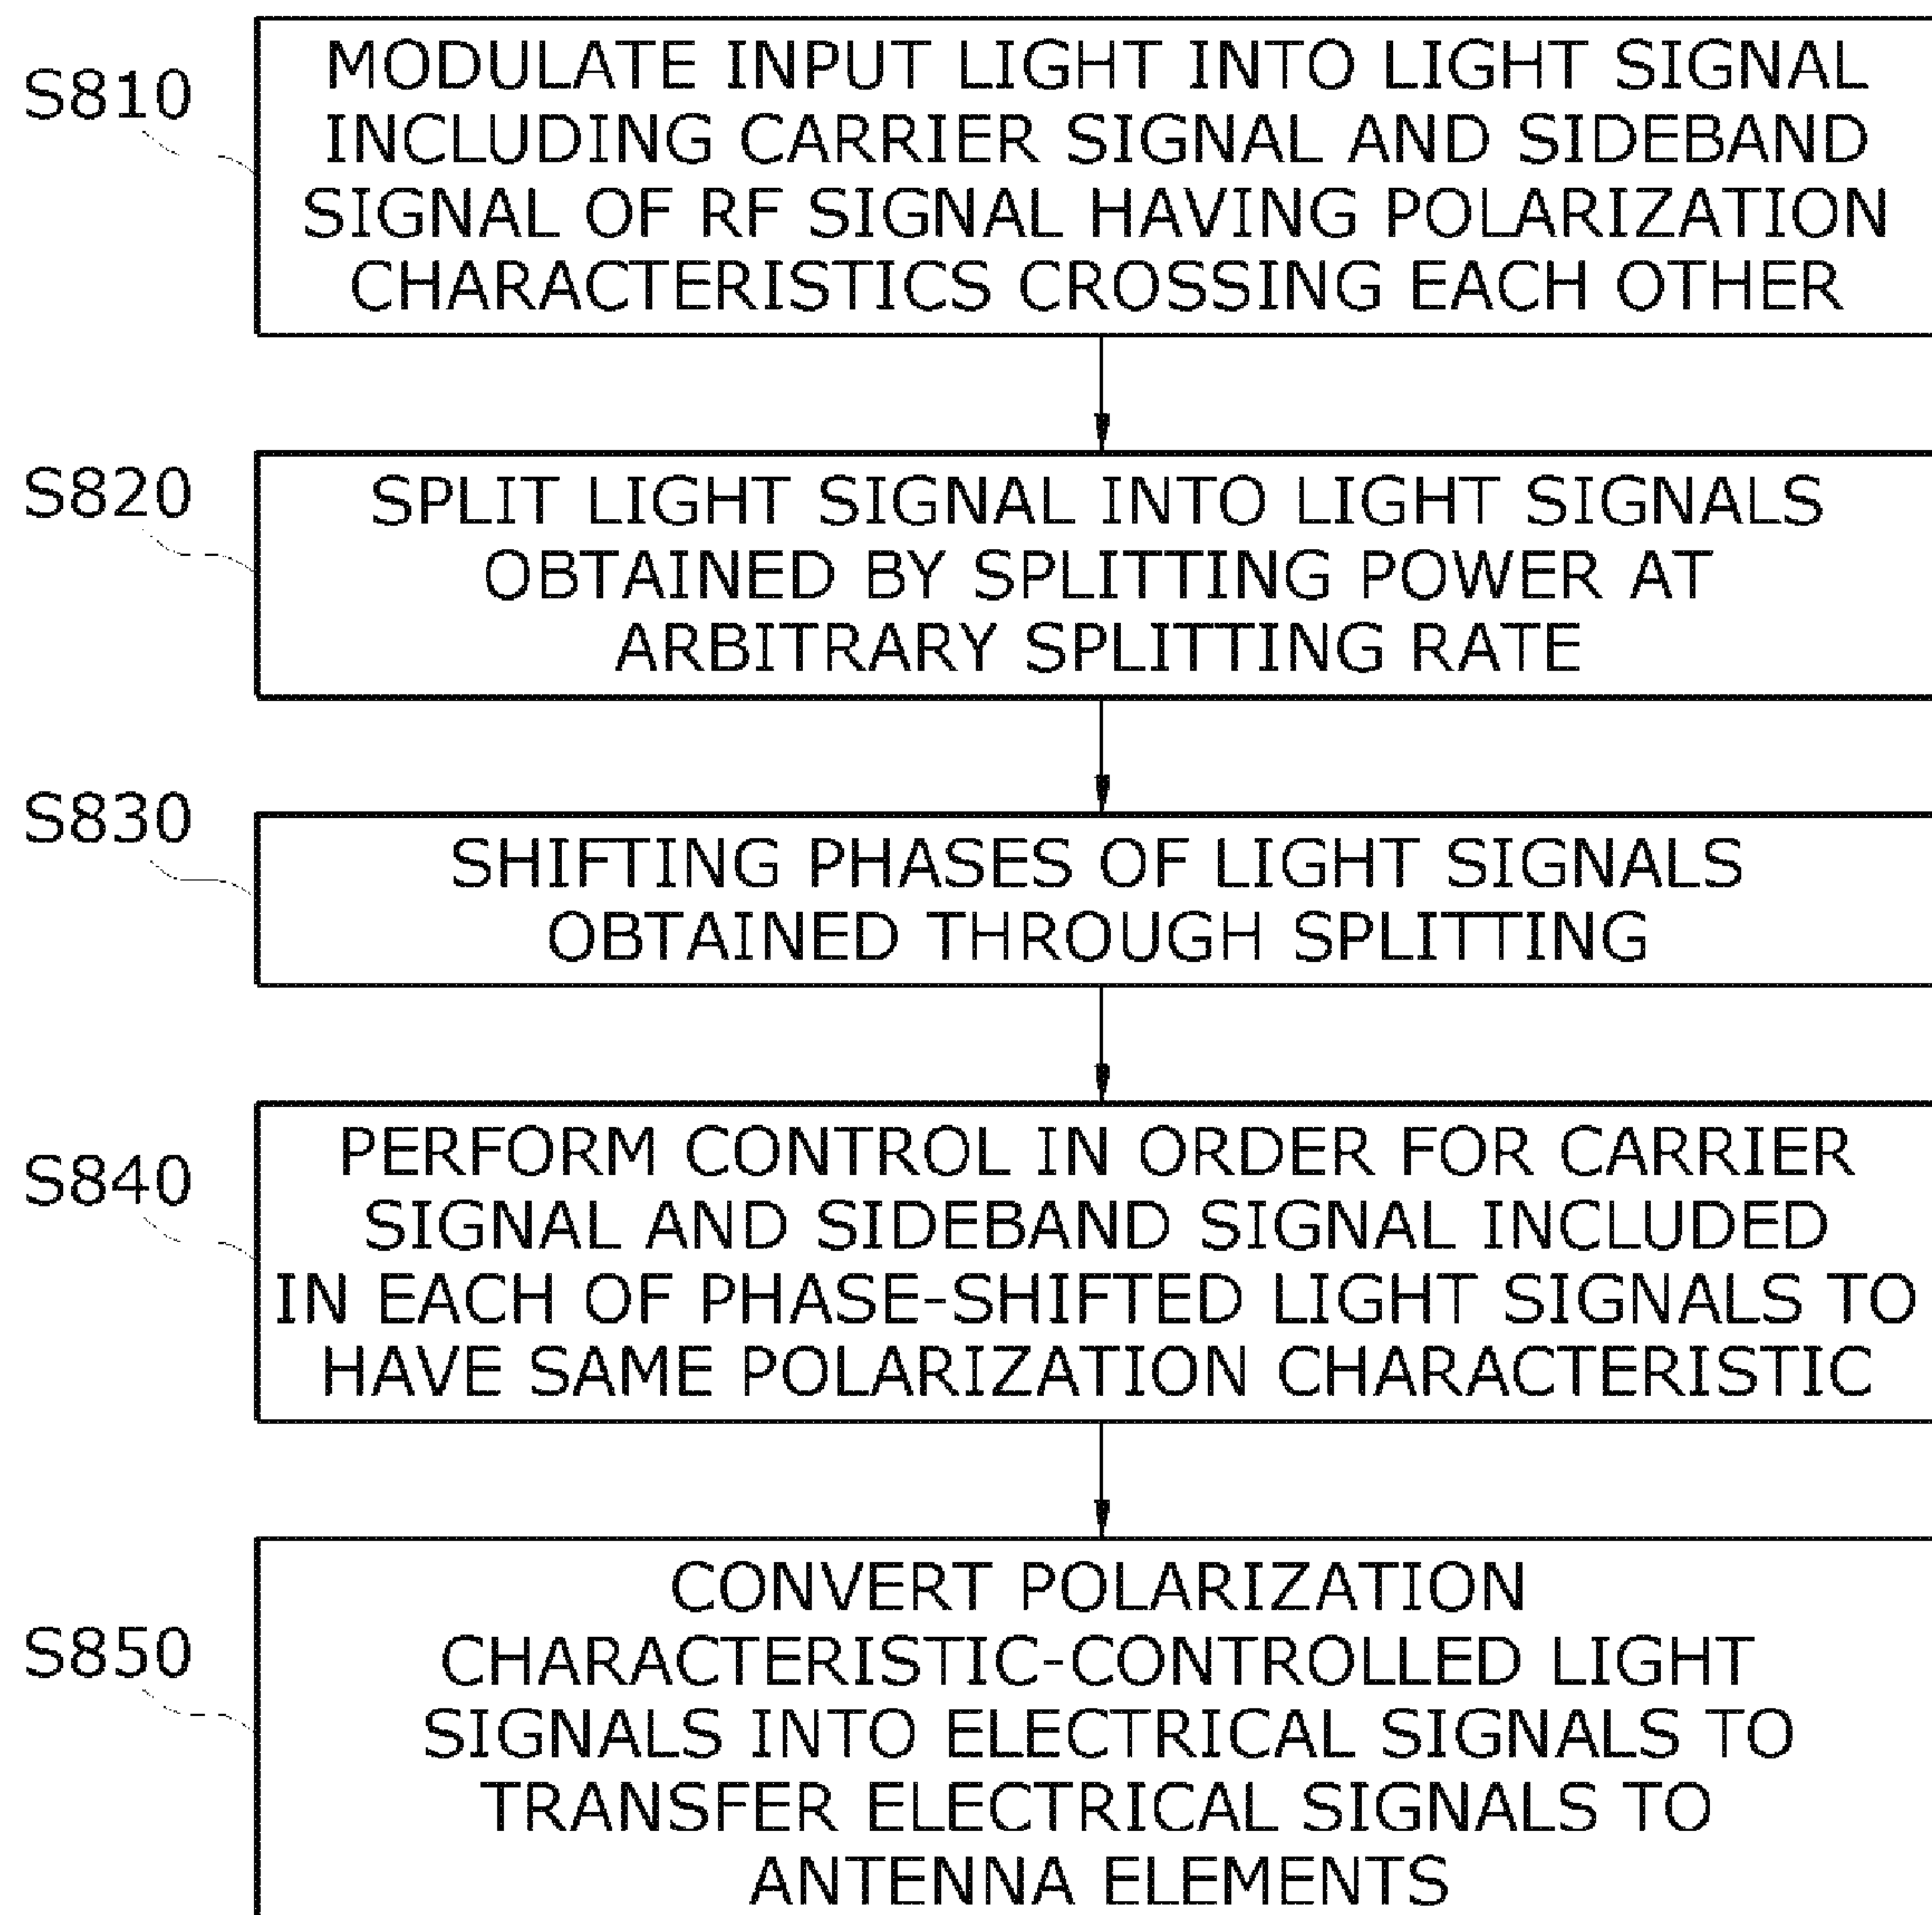 S810
MODULATE INPUT LIGHT INTO LIGHT SIGNAL
INCLUDING CARRIER SIGNAL AND SIDEBAND
SIGNAL OF RF SIGNAL HAVING POLARIZATION
CHARACTERISTICS CROSSING EACH OTHER
S820
SPLIT LIGHT SIGNAL INTO LIGHT SIGNALS
OBTAINED BY SPLITTING POWER AT
ARBITRARY SPLITTING RATE
S830
SHIFTING PHASES OF LIGHT SIGNALS
OBTAINED THROUGH SPLITTING
S840
PERFORM CONTROL IN ORDER FOR CARRIER
SIGNAL AND SIDEBAND SIGNAL INCLUDED
IN EACH OF PHASE-SHIFTED LIGHT SIGNALS TO
HAVE SAME POLARIZATION CHARACTERISTIC
S850
CONVERT POLARIZATION
CHARACTERISTIC-CONTROLLED LIGHT
SIGNALS INTO ELECTRICAL SIGNALS TO
TRANSFER ELECTRICAL SIGNALS TO
ANTENNA ELEMENTS